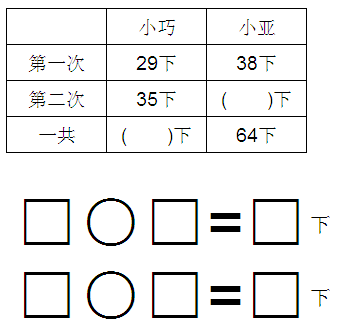 小巧 小亚
第一次 29下 38下
第二次 35下 (  )下
一共 (  )下 64下
□○□=□下
□○□=□下